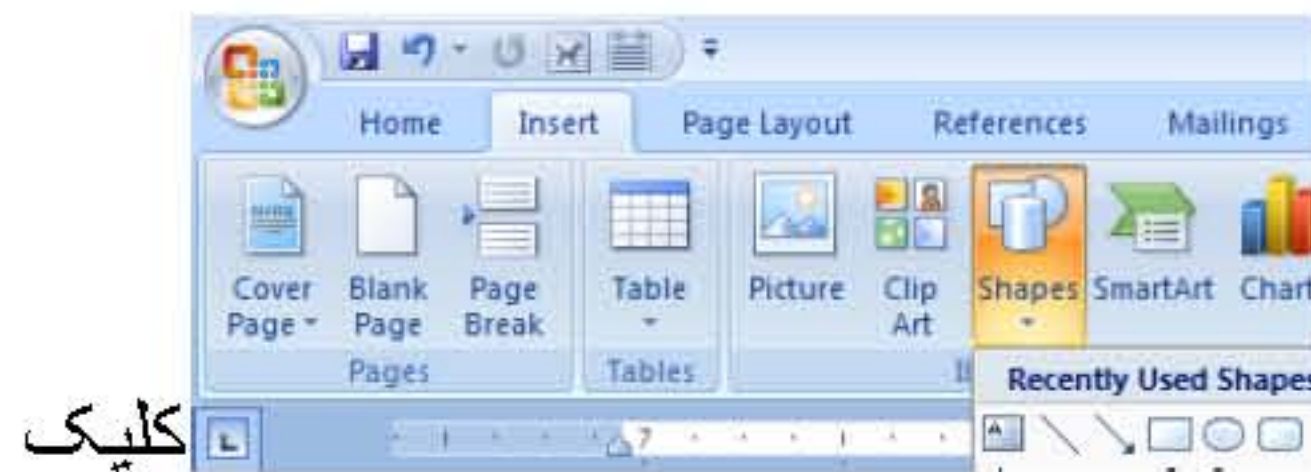 Home Insert Page Layout References Mailings
Cover Page Blank Page Page Break Table Picture Clip Art Shapes SmartArt Chart
Pages Tables
Recently Used Shapes
کلیک
7
A